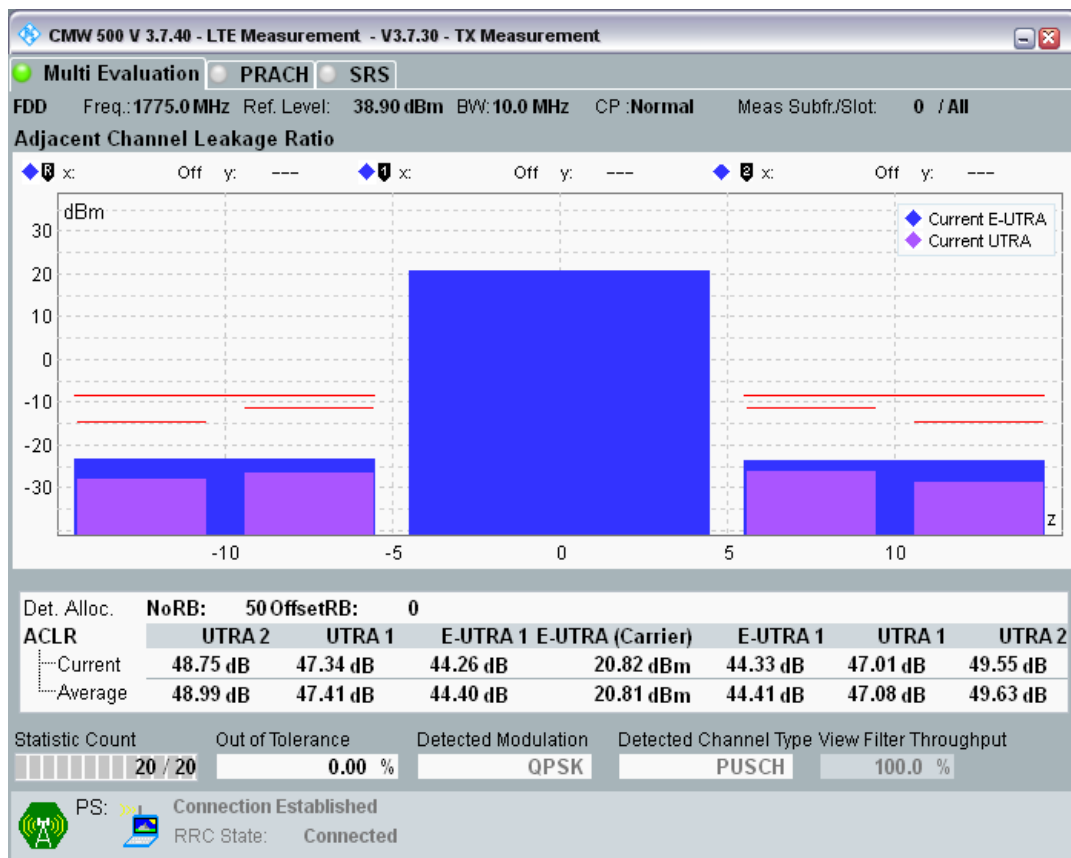 CMW 500 V 3.7.40 - LTE Measurement - V3.7.30 - TX Measurement
Multi Evaluation PRACH SRS
FDD Freq.: 1775.0 MHz Ref. Level: 38.90 dBm BW: 10.0 MHz CP :Normal Meas Subfr./Slot: 0 / All
Adjacent Channel Leakage Ratio
R x: Off y: --- 1 x: Off y: --- 2 x: Off y: ---
dBm
Current E-UTRA
Current UTRA
30
20
10
0
-10
-20
-30
z
-10 -5 0 5 10
Det. Alloc. NoRB: 50 OffsetRB: 0
ACLR UTRA 2 UTRA 1 E-UTRA 1 E-UTRA (Carrier) E-UTRA 1 UTRA 1 UTRA 2
Current 48.75 dB 47.34 dB 44.26 dB 20.82 dBm 44.33 dB 47.01 dB 49.55 dB
Average 48.99 dB 47.41 dB 44.40 dB 20.81 dBm 44.41 dB 47.08 dB 49.63 dB
Statistic Count Out of Tolerance Detected Modulation Detected Channel Type View Filter Throughput
20 / 20 0.00 % QPSK PUSCH 100.0 %
PS: Connection Established
RRC State: Connected